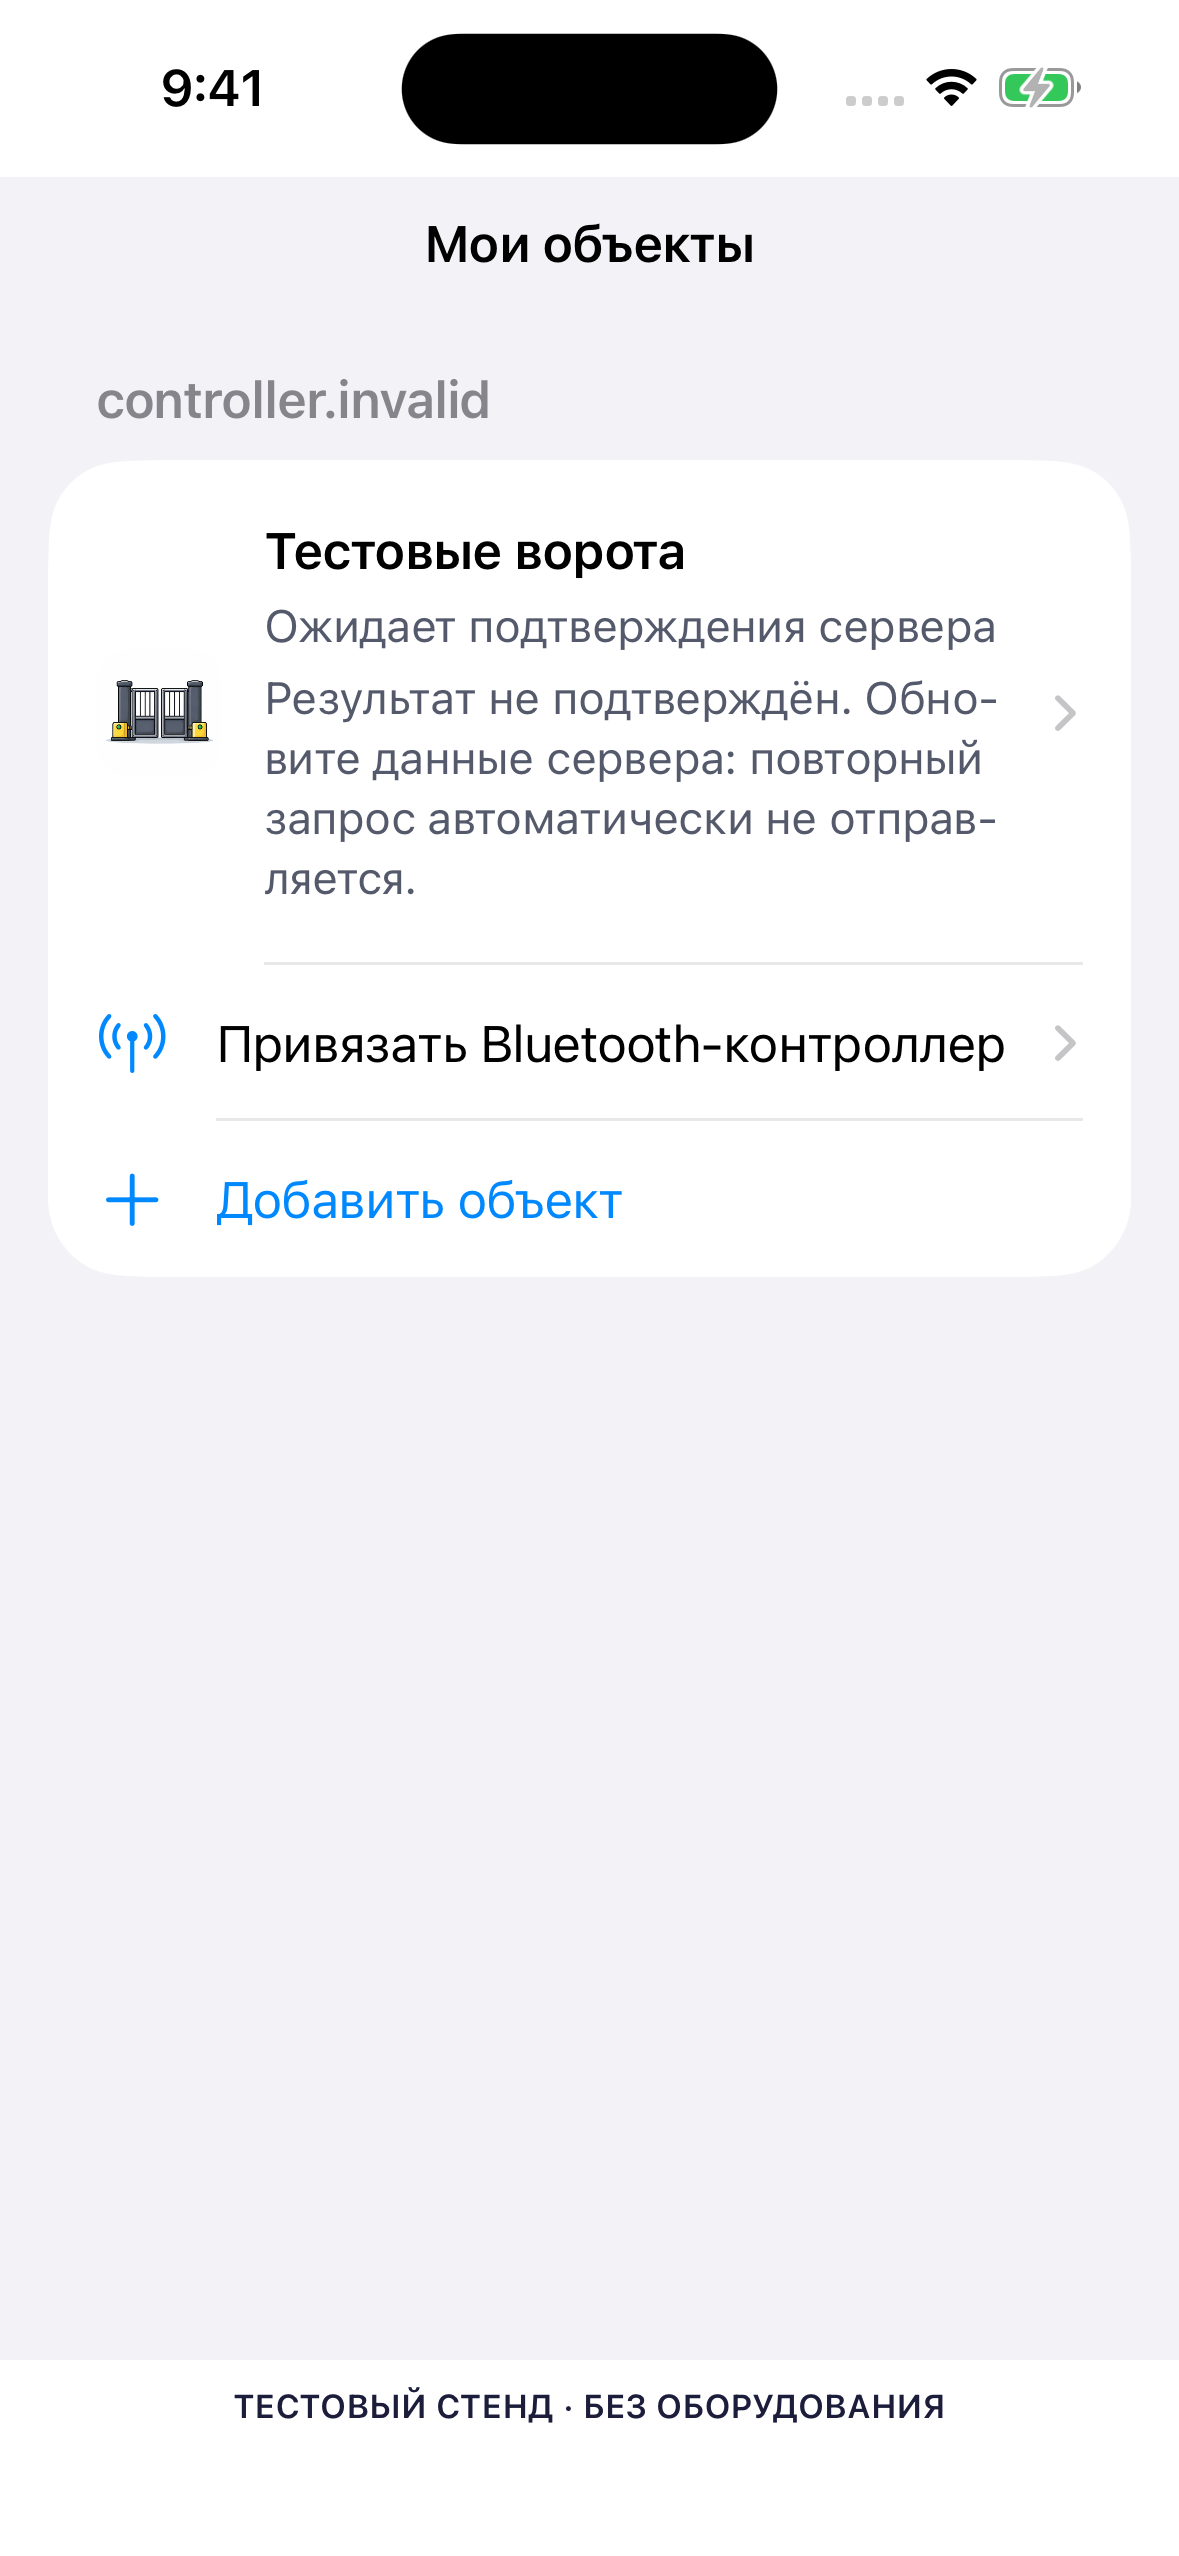 9:41
Мои объекты
controller.invalid
Тестовые ворота
Ожидает подтверждения сервера
Результат не подтверждён. Обно-
вите данные сервера: повторный
запрос автоматически не отправ-
ляется.
Привязать Bluetooth-контроллер
Добавить объект
ТЕСТОВЫЙ СТЕНД · БЕЗ ОБОРУДОВАНИЯ